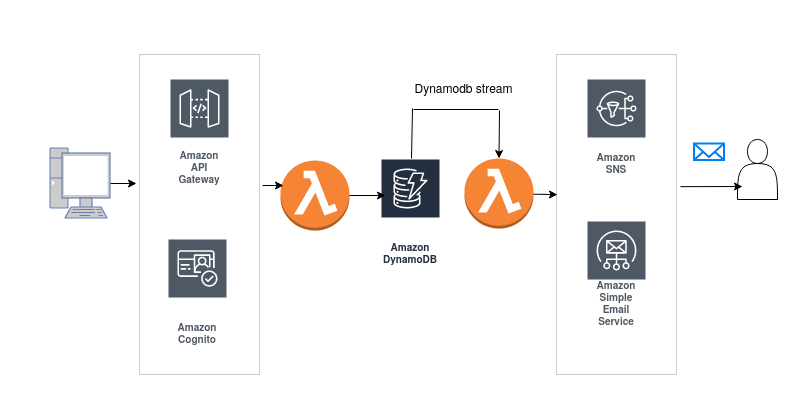 Dynamodb stream
Amazon
API
Gateway
Amazon
Cognito
Amazon
DynamoDB
Amazon
SNS
Amazon
Simple
Email
Service